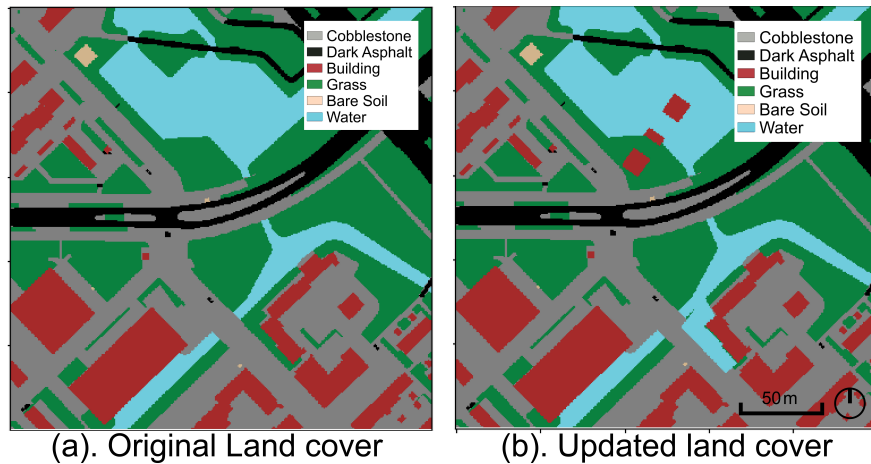 Cobblestone
Dark Asphalt
Building
Grass
Bare Soil
Water
Cobblestone
Dark Asphalt
Building
Grass
Bare Soil
Water
50 m
(a). Original Land cover
(b). Updated land cover